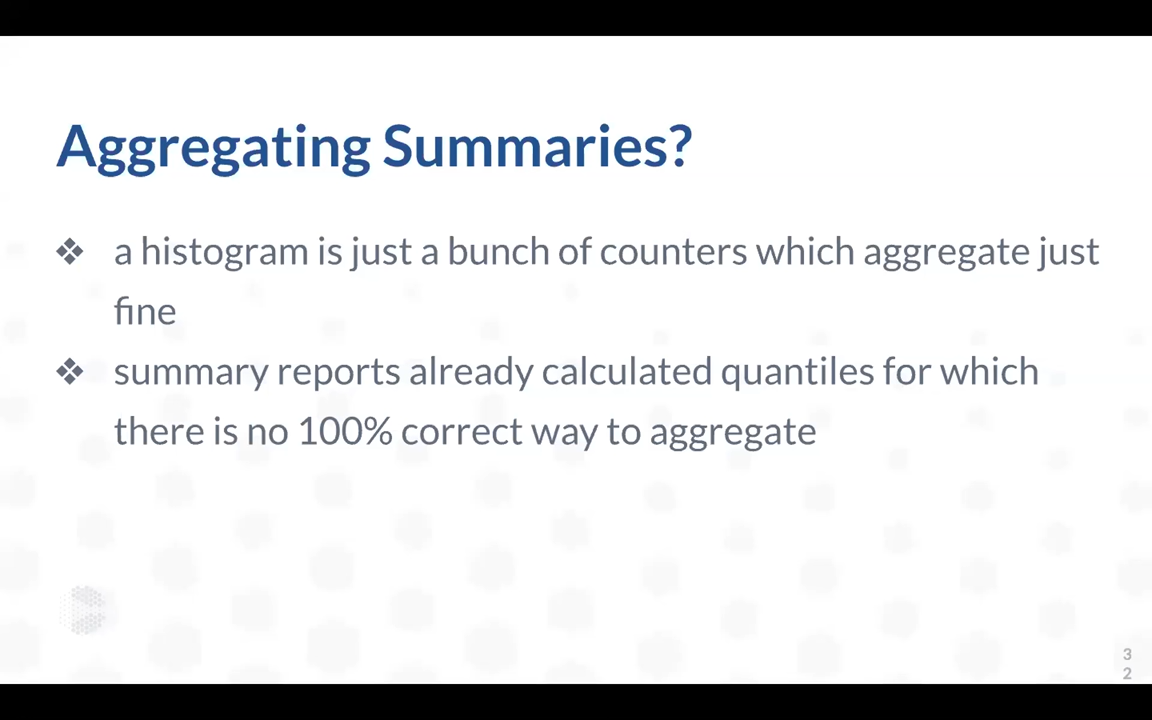 Aggregating Summaries?
❖ a histogram is just a bunch of counters which aggregate just
fine
❖ summary reports already calculated quantiles for which
there is no 100% correct way to aggregate
3
2